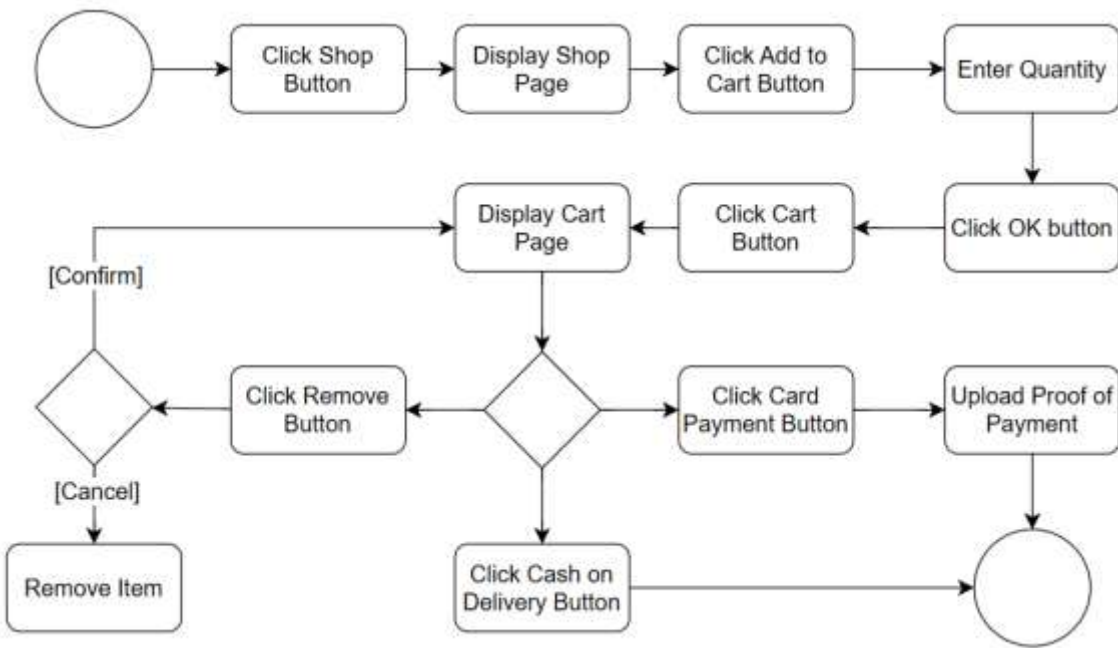 Click Shop
Button
Display Shop
Page
Click Add to
Cart Button
Enter Quantity
Display Cart
Page
Click Cart
Button
Click OK button
[Confirm]
Click Remove
Button
Click Card
Payment Button
Upload Proof of
Payment
[Cancel]
Remove Item
Click Cash on
Delivery Button